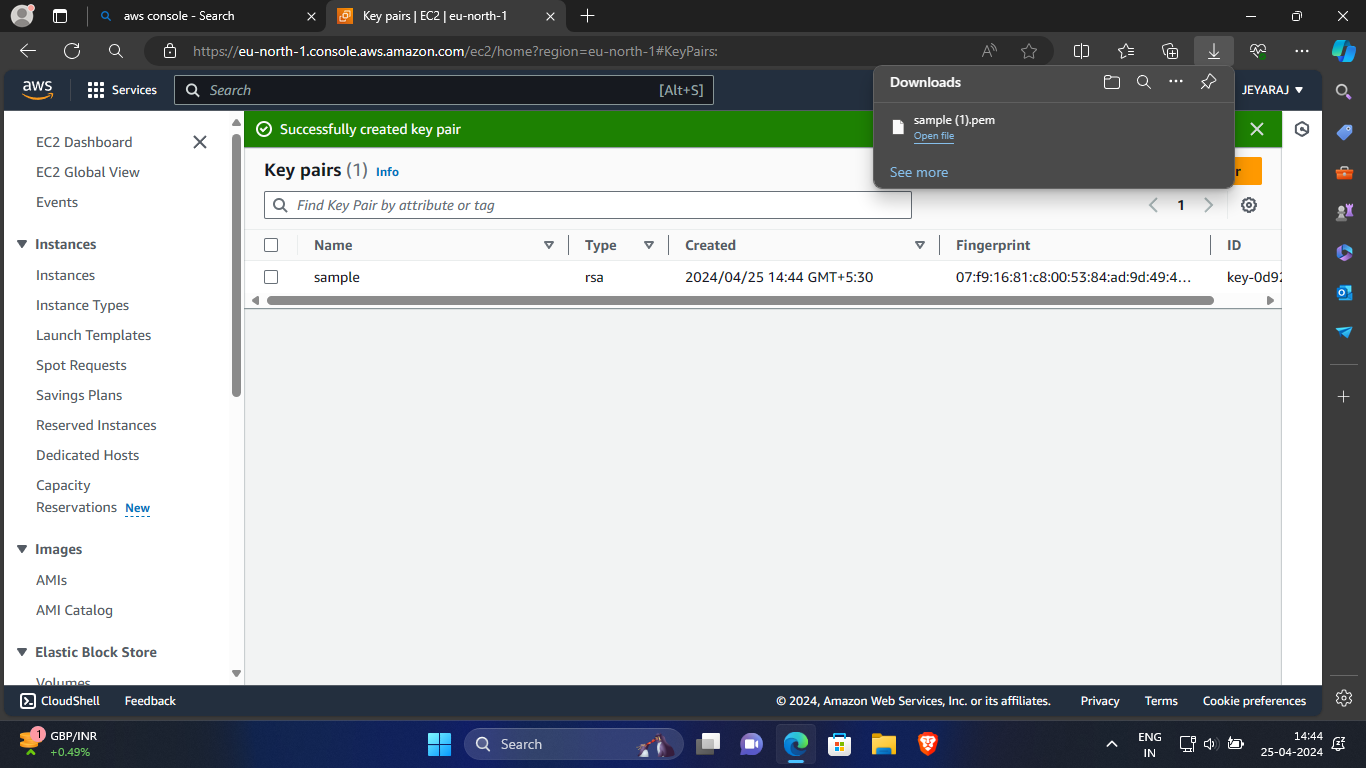 aws console - Search
Key pairs | EC2 | eu-north-1
https://eu-north-1.console.aws.amazon.com/ec2/home?region=eu-north-1#KeyPairs:
aws
Services
Search
[Alt+S]
JEYARAJ
Downloads
sample (1).pem
Open file
See more
EC2 Dashboard
EC2 Global View
Events
Instances
Instances
Instance Types
Launch Templates
Spot Requests
Savings Plans
Reserved Instances
Dedicated Hosts
Capacity
Reservations New
Images
AMIs
AMI Catalog
Elastic Block Store
Volumes
Successfully created key pair
Key pairs (1) Info
Find Key Pair by attribute or tag
1
Name Type Created Fingerprint ID
sample rsa 2024/04/25 14:44 GMT+5:30 07:f9:16:81:c8:00:53:84:ad:9d:49:4... key-0d92
CloudShell Feedback
© 2024, Amazon Web Services, Inc. or its affiliates. Privacy Terms Cookie preferences
1
GBP/INR
+0.49%
Search
ENG
IN
14:44
25-04-2024